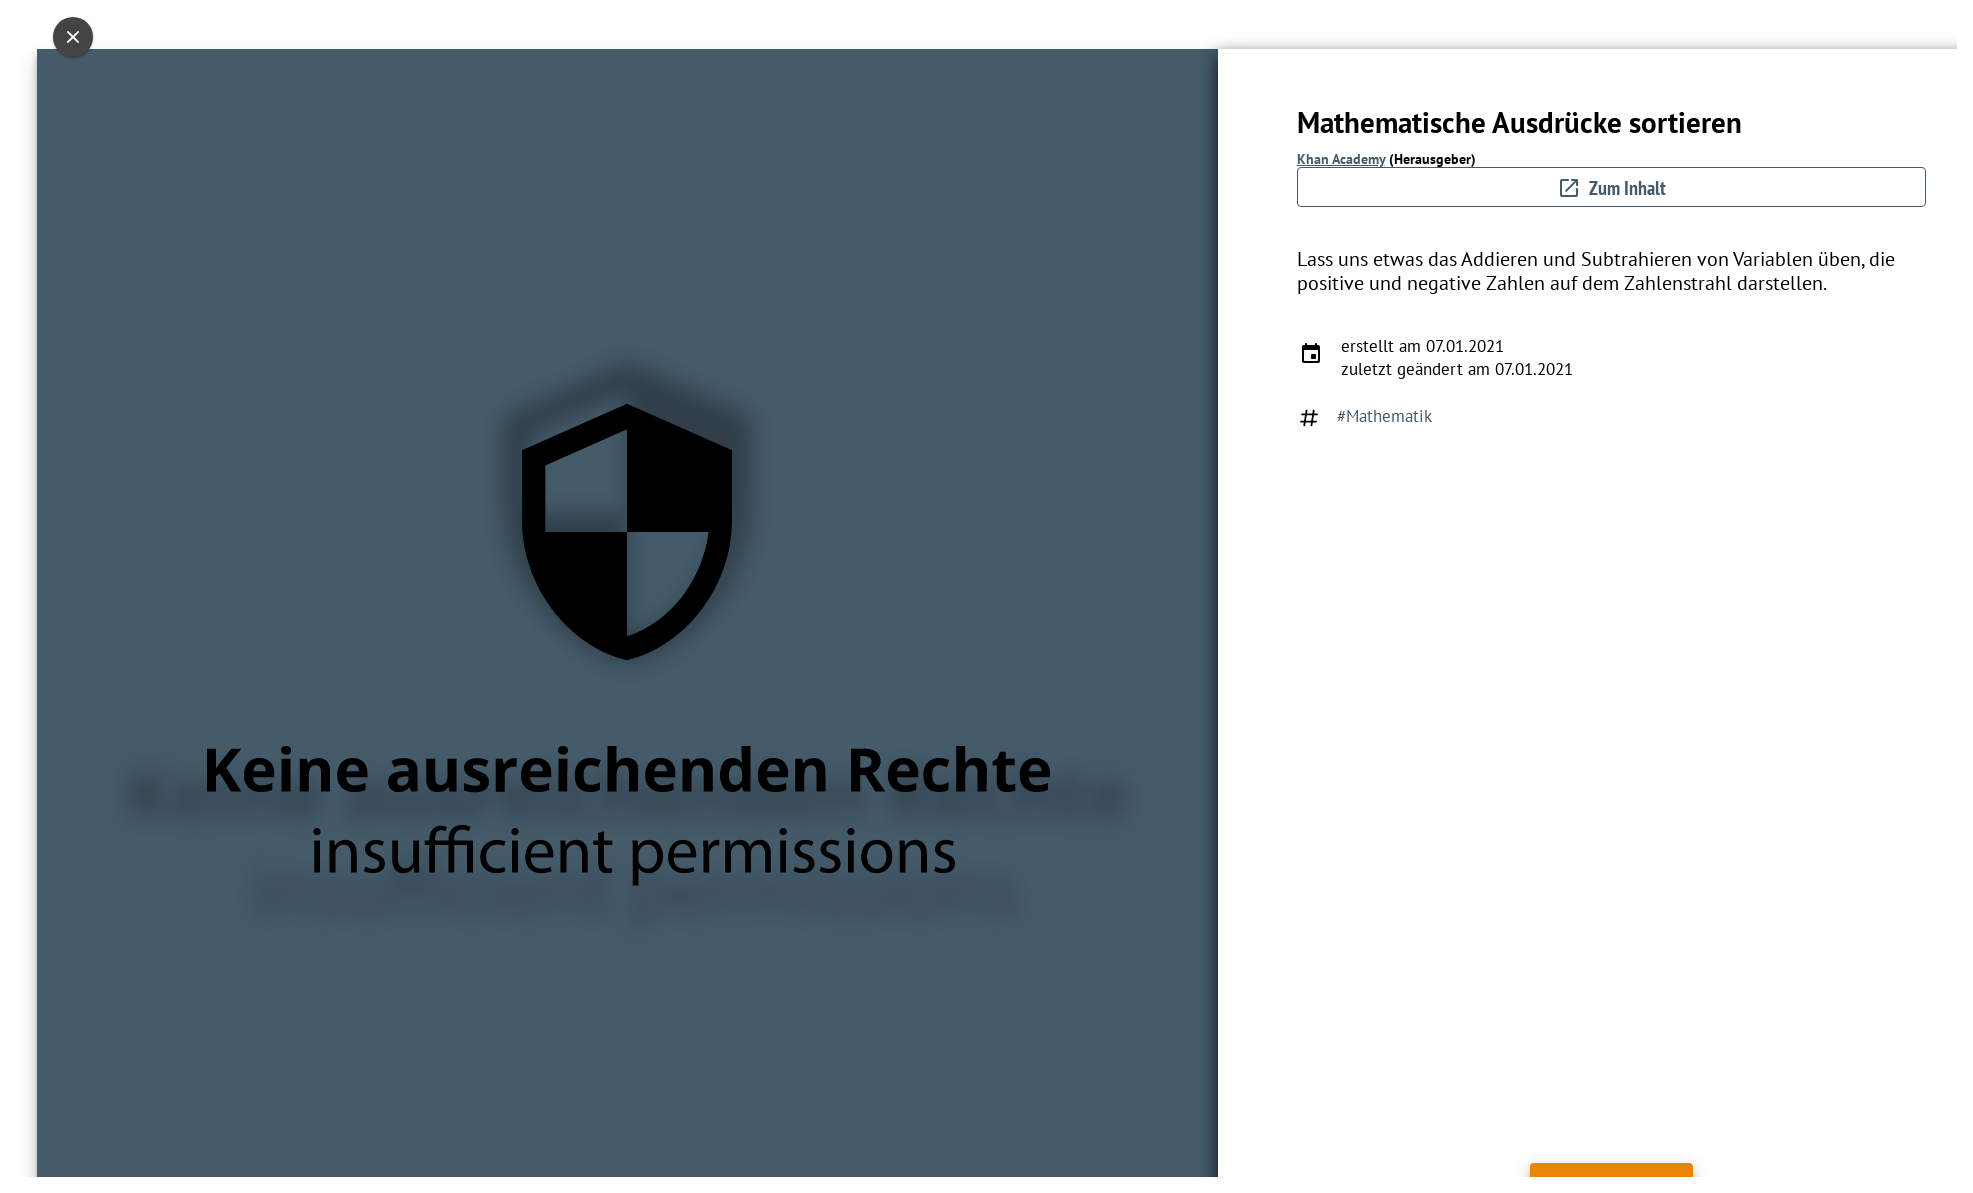 Keine ausreichenden Rechte
insufficient permissions
Mathematische Ausdrücke sortieren
Khan Academy (Herausgeber)
Zum Inhalt
Lass uns etwas das Addieren und Subtrahieren von Variablen üben, die
positive und negative Zahlen auf dem Zahlenstrahl darstellen.
erstellt am 07.01.2021
zuletzt geändert am 07.01.2021
#Mathematik